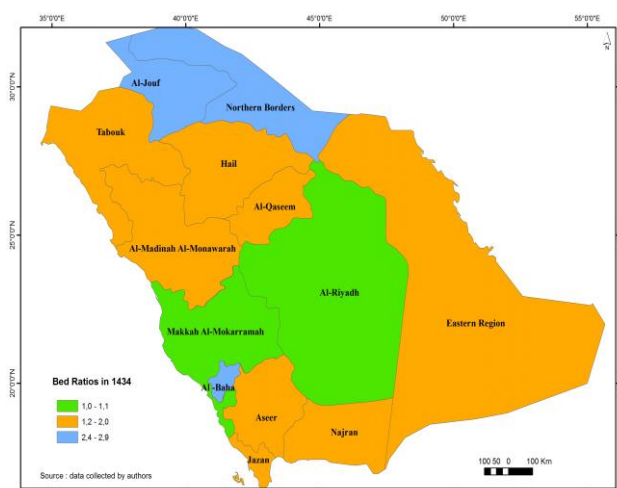 35°0'0"E 40°0'0"E 45°0'0"E 50°0'0"E 55°0'0"E
30°0'0"N
25°0'0"N
20°0'0"N
Al-Jouf
Northern Borders
Tabouk
Hail
Al-Qaseem
Al-Madinah Al-Monawarah
Al-Riyadh
Eastern Region
Makkah Al-Mokarramah
Al -Baha
Aseer
Najran
Jazan
Bed Ratios in 1434
1,0 - 1,1
1,2 - 2,0
2,4 - 2,9
Source : data collected by authors
100 50 0 100 Km